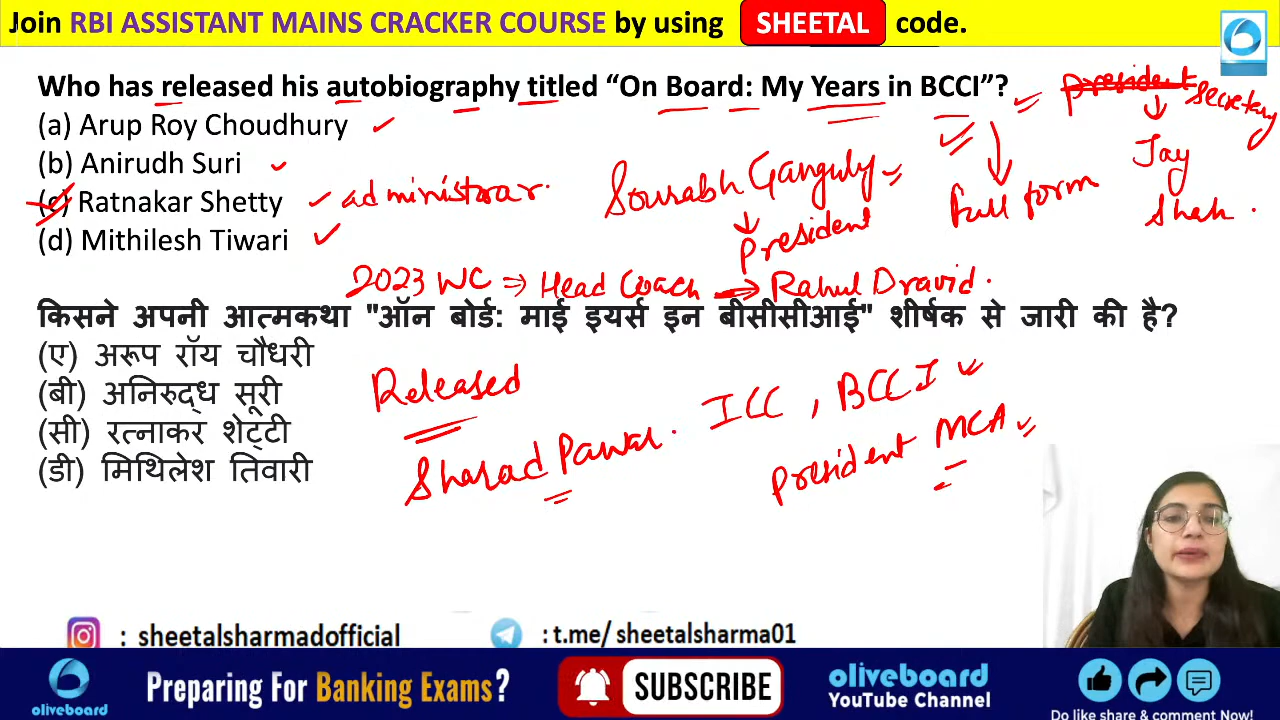 Join RBI ASSISTANT MAINS CRACKER COURSE by using SHEETAL code.
Who has released his autobiography titled “On Board: My Years in BCCI”?
president secretary
(a) Arup Roy Choudhury
Jay
(b) Anirudh Suri
Sourabh Ganguly
full form
Shah.
(c) Ratnakar Shetty
administrar.
president
(d) Mithilesh Tiwari
2023 WC ⇒ Head Coach → Rahul Dravid.
किसने अपनी आत्मकथा "ऑन बोर्ड: माई इयर्स इन बीसीसीआई" शीर्षक से जारी की है?
(ए) अरूप रॉय चौधरी
(बी) अनिरुद्ध सूरी
Released
ICC, BCCI
(सी) रत्नाकर शेट्टी
Sharad Pawar.
president MCA
(डी) मिथिलेश तिवारी
: sheetalsharmadofficial
: t.me/ sheetalsharma01
oliveboard
Preparing For Banking Exams?
SUBSCRIBE
oliveboard
YouTube Channel
Do like share & comment Now!